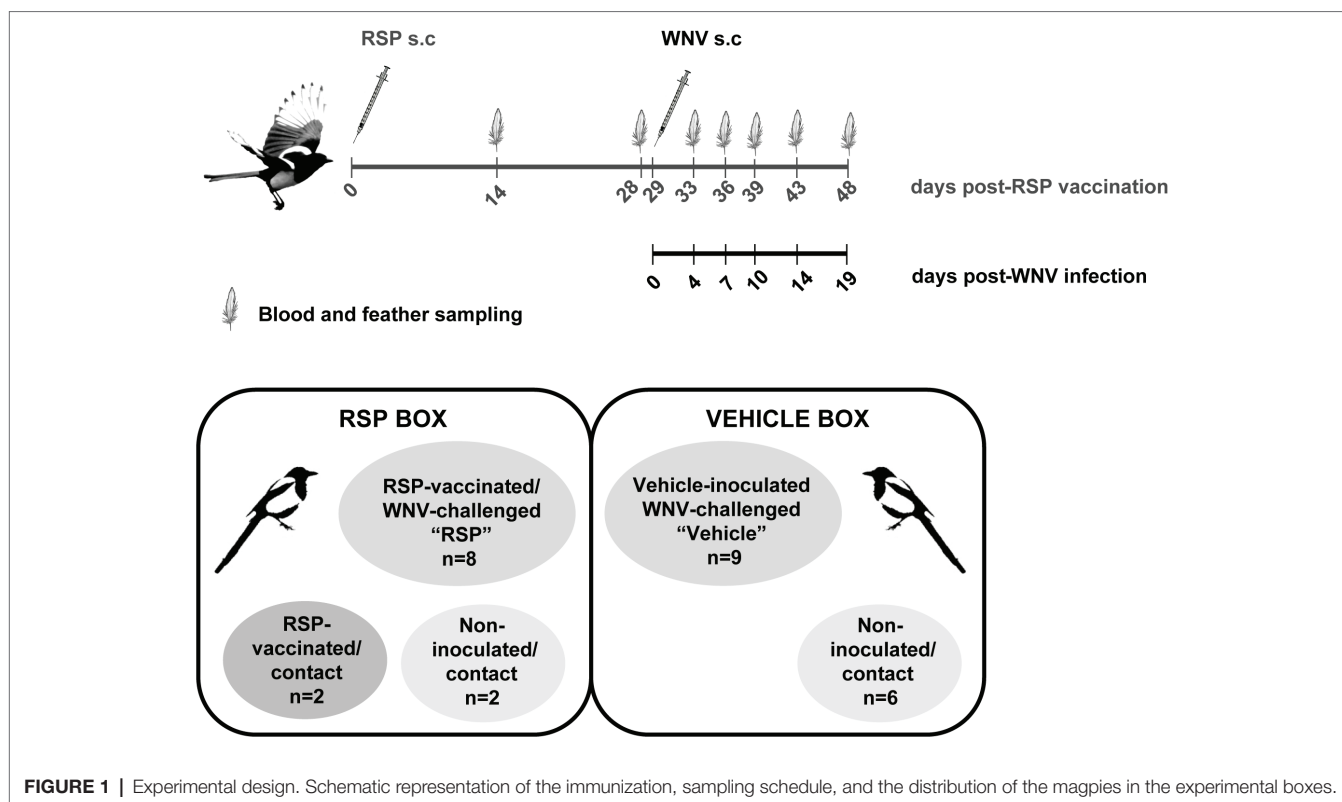 RSP s.c
WNV s.c
0 14 28 29 33 36 39 43 48
days post-RSP vaccination
0 4 7 10 14 19
days post-WNV infection
Blood and feather sampling
RSP BOX
RSP-vaccinated/
WNV-challenged
“RSP”
n=8
RSP-
vaccinated/
contact
n=2
Non-
inoculated/
contact
n=2
VEHICLE BOX
Vehicle-inoculated
WNV-challenged
“Vehicle”
n=9
Non-
inoculated/
contact
n=6
FIGURE 1 | Experimental design. Schematic representation of the immunization, sampling schedule, and the distribution of the magpies in the experimental boxes.